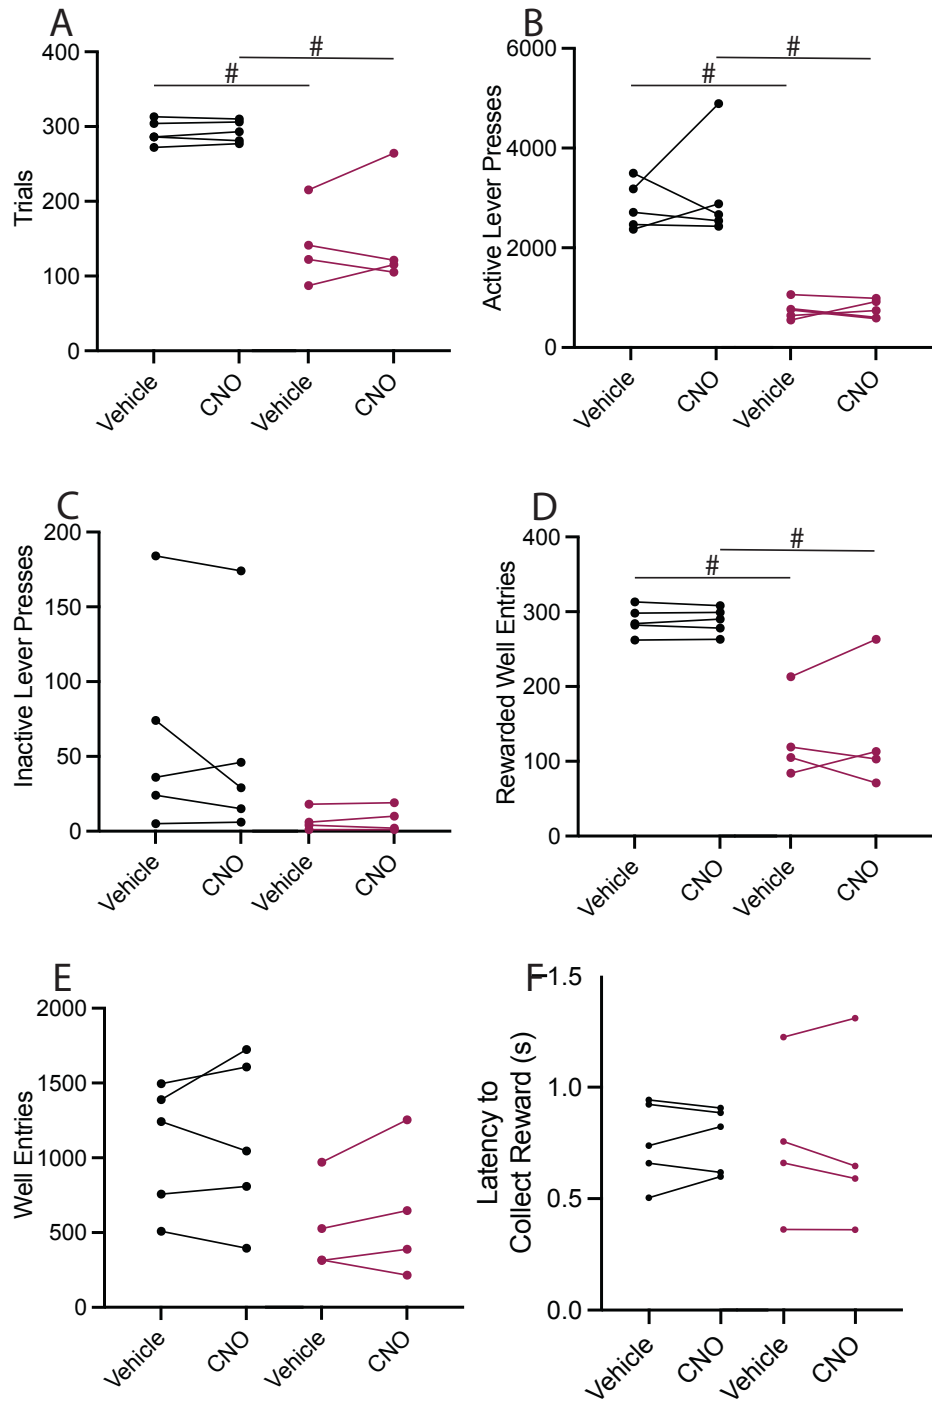 A
Trials
400
300
200
100
0
#
#
Vehicle
CNO
Vehicle
CNO
B
Active Lever Presses
6000
4000
2000
0
#
#
Vehicle
CNO
Vehicle
CNO
C
Inactive Lever Presses
200
150
100
50
0
Vehicle
CNO
Vehicle
CNO
D
Rewarded Well Entries
400
300
200
100
0
#
#
Vehicle
CNO
Vehicle
CNO
E
Well Entries
2000
1500
1000
500
0
Vehicle
CNO
Vehicle
CNO
F
Latency to
Collect Reward (s)
1.5
1.0
0.5
0.0
Vehicle
CNO
Vehicle
CNO